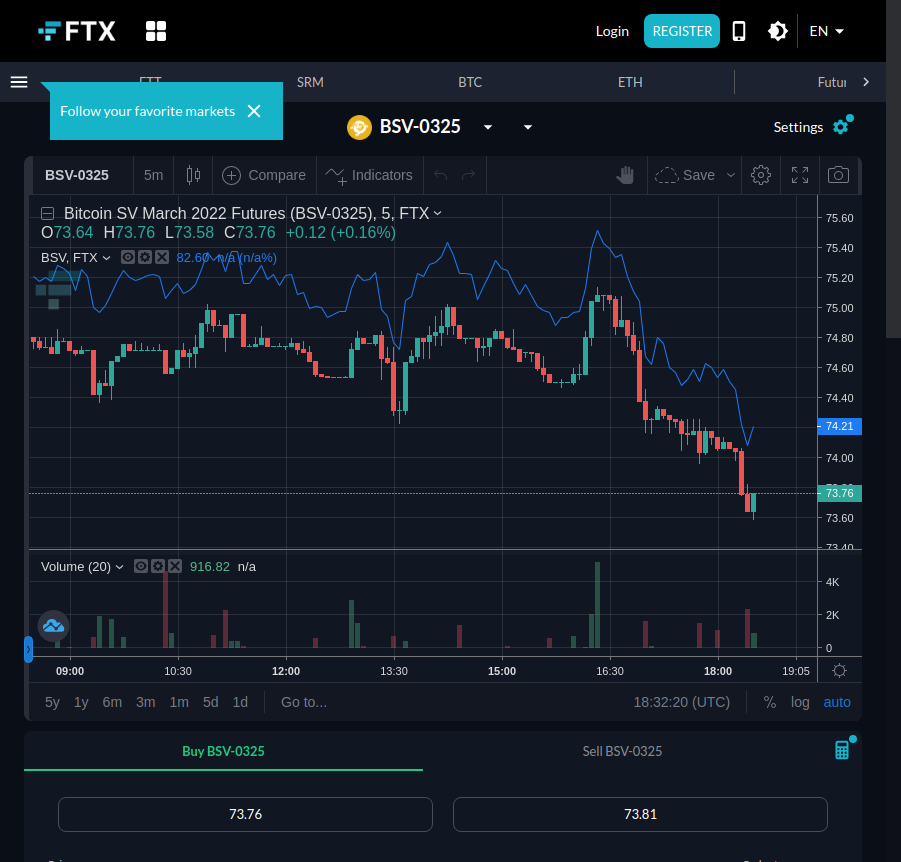 FTX
Login
REGISTER
EN
FTT
SRM
BTC
ETH
Futur
Follow your favorite markets
BSV-0325
Settings
BSV-0325
5m
Compare
Indicators
Save
Bitcoin SV March 2022 Futures (BSV-0325), 5, FTX
O73.64 H73.76 L73.58 C73.76 +0.12 (+0.16%)
BSV, FTX
82.60 n/a (n/a%)
75.60
75.40
75.20
75.00
74.80
74.60
74.40
74.21
74.00
73.76
73.60
73.40
Volume (20)
916.82 n/a
4K
2K
0
09:00
10:30
12:00
13:30
15:00
16:30
18:00
19:05
5y 1y 6m 3m 1m 5d 1d
Go to...
18:32:20 (UTC)
% log auto
Buy BSV-0325
Sell BSV-0325
73.76
73.81